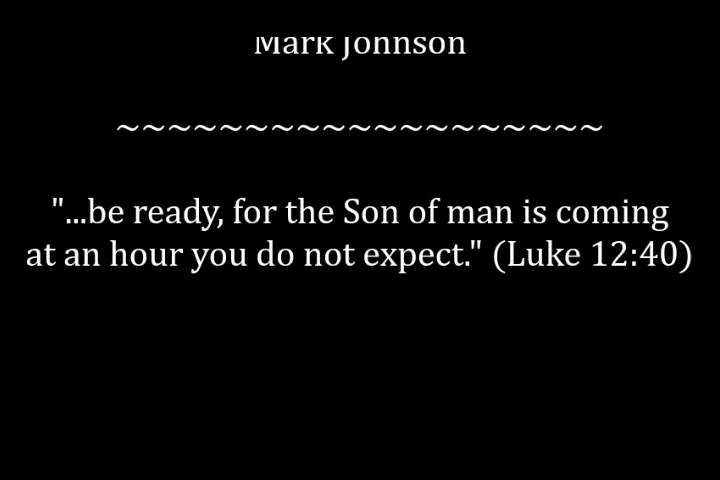 Mark Johnson
~~~~~~~~~~~~~~~~~~~
"...be ready, for the Son of man is coming
at an hour you do not expect." (Luke 12:40)